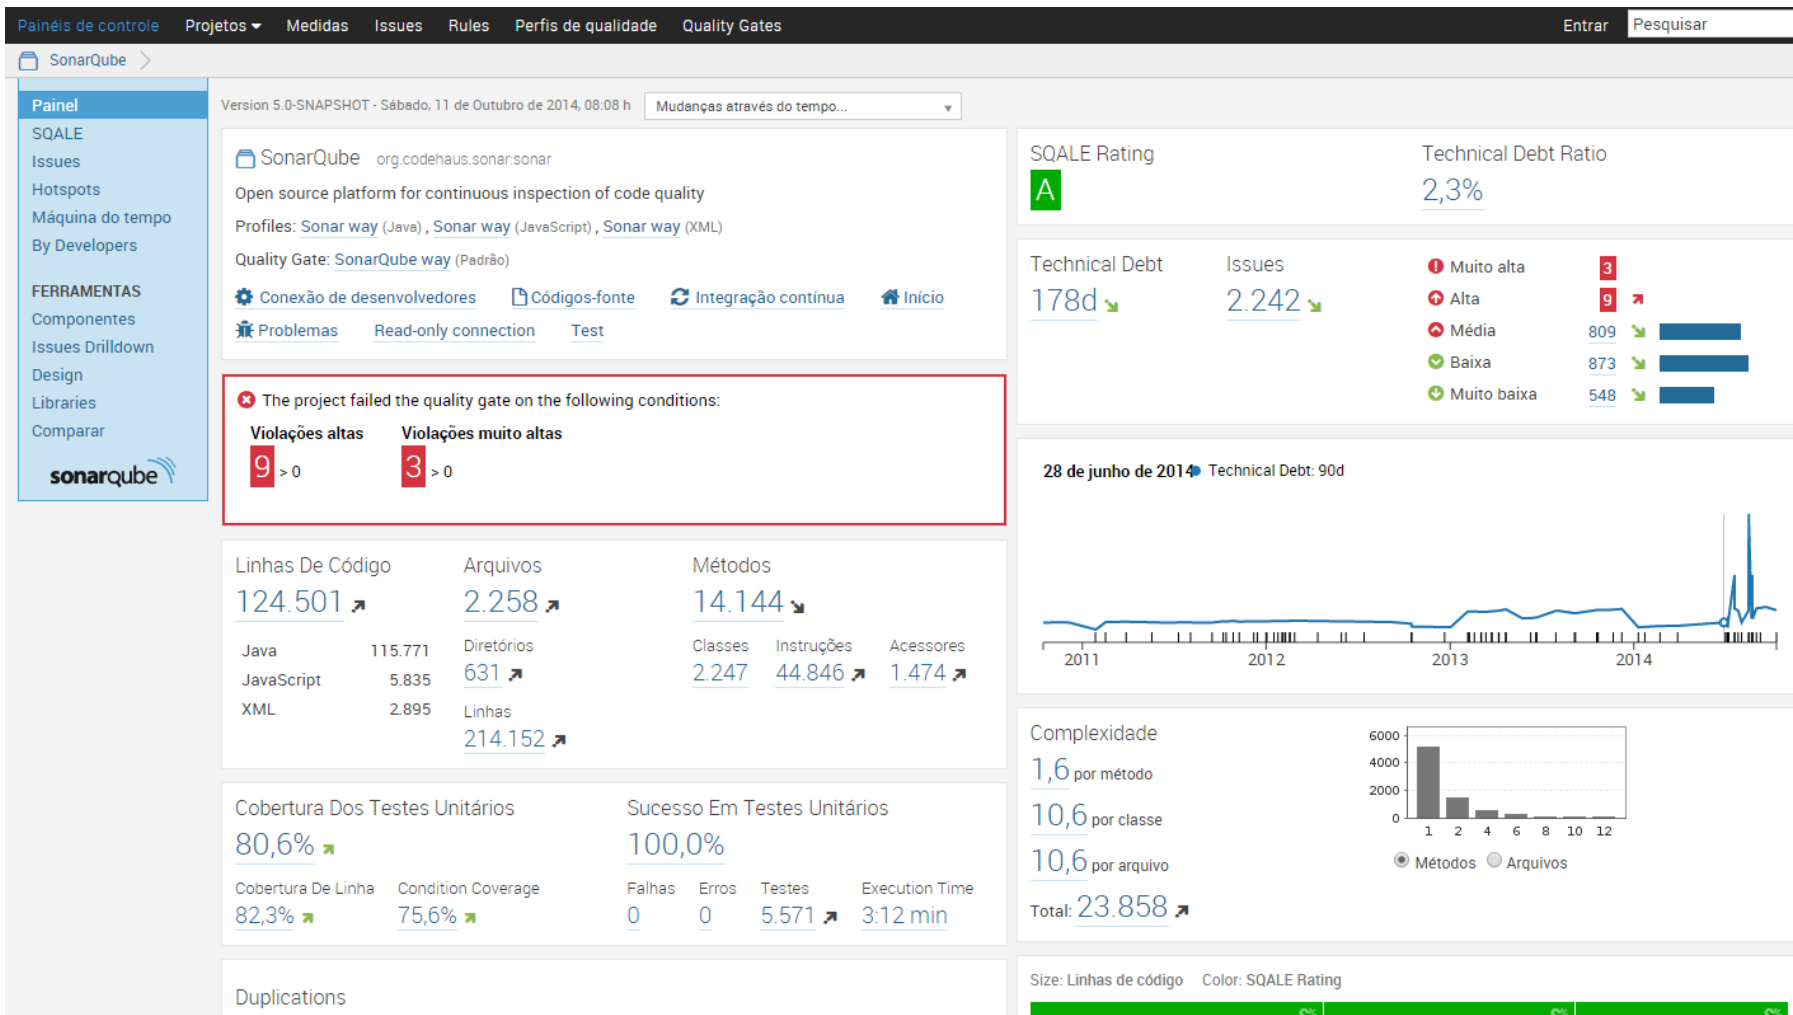 Painéis de controle Projetos Medidas Issues Rules Perfis de qualidade Quality Gates Entrar Pesquisar
SonarQube
Painel
SQALE
Issues
Hotspots
Máquina do tempo
By Developers
FERRAMENTAS
Componentes
Issues Drilldown
Design
Libraries
Comparar
sonarqube
Version 5.0-SNAPSHOT - Sábado, 11 de Outubro de 2014, 08:08 h Mudanças através do tempo...
SonarQube org.codehaus.sonar:sonar
Open source platform for continuous inspection of code quality
Profiles: Sonar way (Java) , Sonar way (JavaScript) , Sonar way (XML)
Quality Gate: SonarQube way (Padrão)
Conexão de desenvolvedores Códigos-fonte Integração contínua Início
Problemas Read-only connection Test
The project failed the quality gate on the following conditions:
Violações altas Violações muito altas
9 > 0 3 > 0
Linhas De Código Arquivos Métodos
124.501 2.258 14.144
Java 115.771
JavaScript 5.835
XML 2.895
Diretórios
631
Linhas
214.152
Classes Instruções Acessores
2.247 44.846 1.474
Cobertura Dos Testes Unitários Sucesso Em Testes Unitários
80,6% 100,0%
Cobertura De Linha Condition Coverage Falhas Erros Testes Execution Time
82,3% 75,6% 0 0 5.571 3:12 min
Duplications
SQALE Rating Technical Debt Ratio
A 2,3%
Technical Debt Issues
178d 2.242
Muito alta 3
Alta 9
Média 809
Baixa 873
Muito baixa 548
28 de junho de 2014 Technical Debt: 90d
2011 2012 2013 2014
Complexidade
1,6 por método
10,6 por classe
10,6 por arquivo
Total: 23.858
6000
4000
2000
0
1 2 4 6 8 10 12
Métodos Arquivos
Size: Linhas de código Color: SQALE Rating